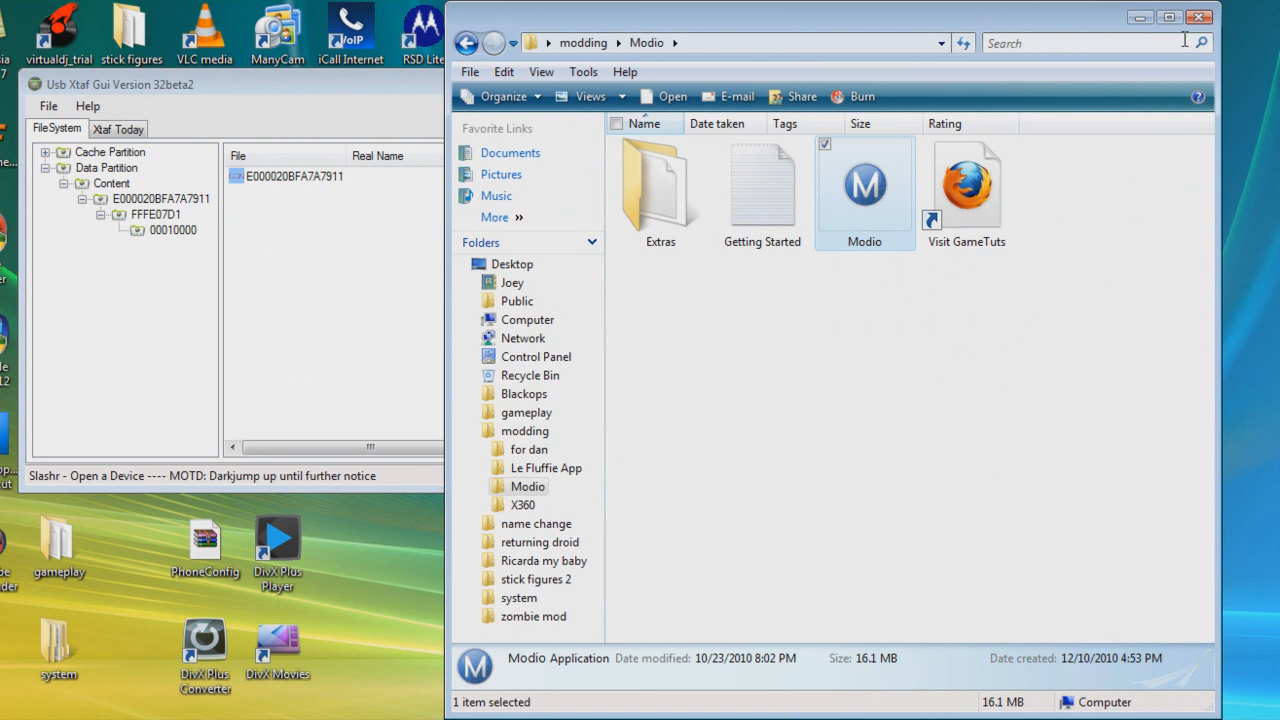 virtualdj_trial
stick figures
VLC media
ManyCam
VoIP
iCall Internet
RSD Lite
Usb Xtaf Gui Version 32beta2
File Help
FileSystem Xtaf Today
Cache Partition
Data Partition
Content
E000020BFA7A7911
FFFE07D1
00010000
File Real Name
E000020BFA7A7911
Slashr - Open a Device ---- MOTD: Darkjump up until further notice
gameplay
PhoneConfig
DivX Plus
Player
system
DivX Plus
Converter
DivX Movies
modding Modio
Search
File Edit View Tools Help
Organize Views Open E-mail Share Burn
Favorite Links
Documents
Pictures
Music
More »
Folders
Desktop
Joey
Public
Computer
Network
Control Panel
Recycle Bin
Blackops
gameplay
modding
for dan
Le Fluffie App
Modio
X360
name change
returning droid
Ricarda my baby
stick figures 2
system
zombie mod
Name Date taken Tags Size Rating
M
Extras
Getting Started
Modio
Visit GameTuts
M
Modio Application Date modified: 10/23/2010 8:02 PM Size: 16.1 MB Date created: 12/10/2010 4:53 PM
1 item selected 16.1 MB Computer